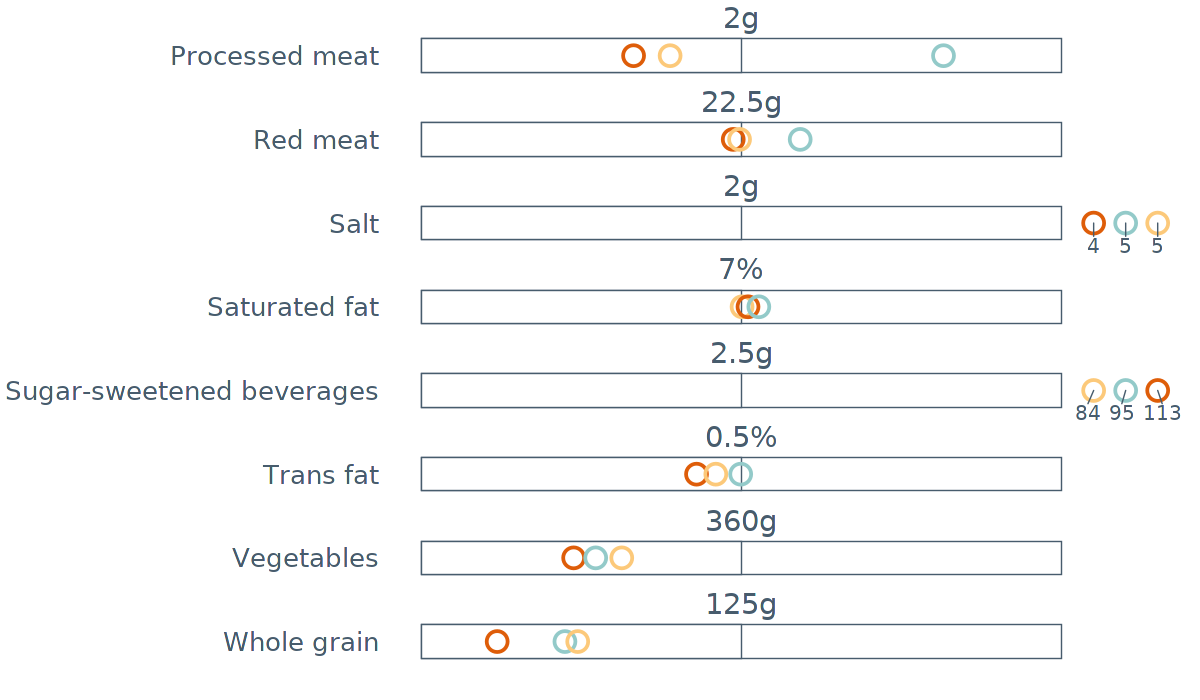 2g
Processed meat
22.5g
Red meat
2g
Salt
4 5 5
7%
Saturated fat
2.5g
Sugar-sweetened beverages
84 95 113
0.5%
Trans fat
360g
Vegetables
125g
Whole grain